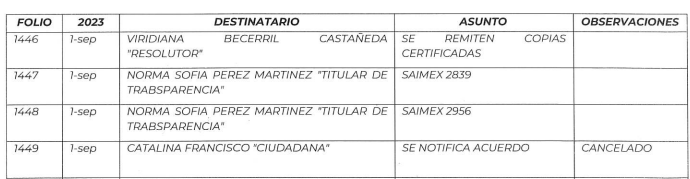 FOLIO 2023 DESTINATARIO ASUNTO OBSERVACIONES
1446 1-sep VIRIDIANA BECERRIL CASTAÑEDA SE REMITEN COPIAS
"RESOLUTOR" CERTIFICADAS
1447 1-sep NORMA SOFIA PEREZ MARTINEZ "TITULAR DE SAIMEX 2839
TRABSPARENCIA"
1448 1-sep NORMA SOFIA PEREZ MARTINEZ "TITULAR DE SAIMEX 2956
TRABSPARENCIA"
1449 1-sep CATALINA FRANCISCO "CIUDADANA" SE NOTIFICA ACUERDO CANCELADO